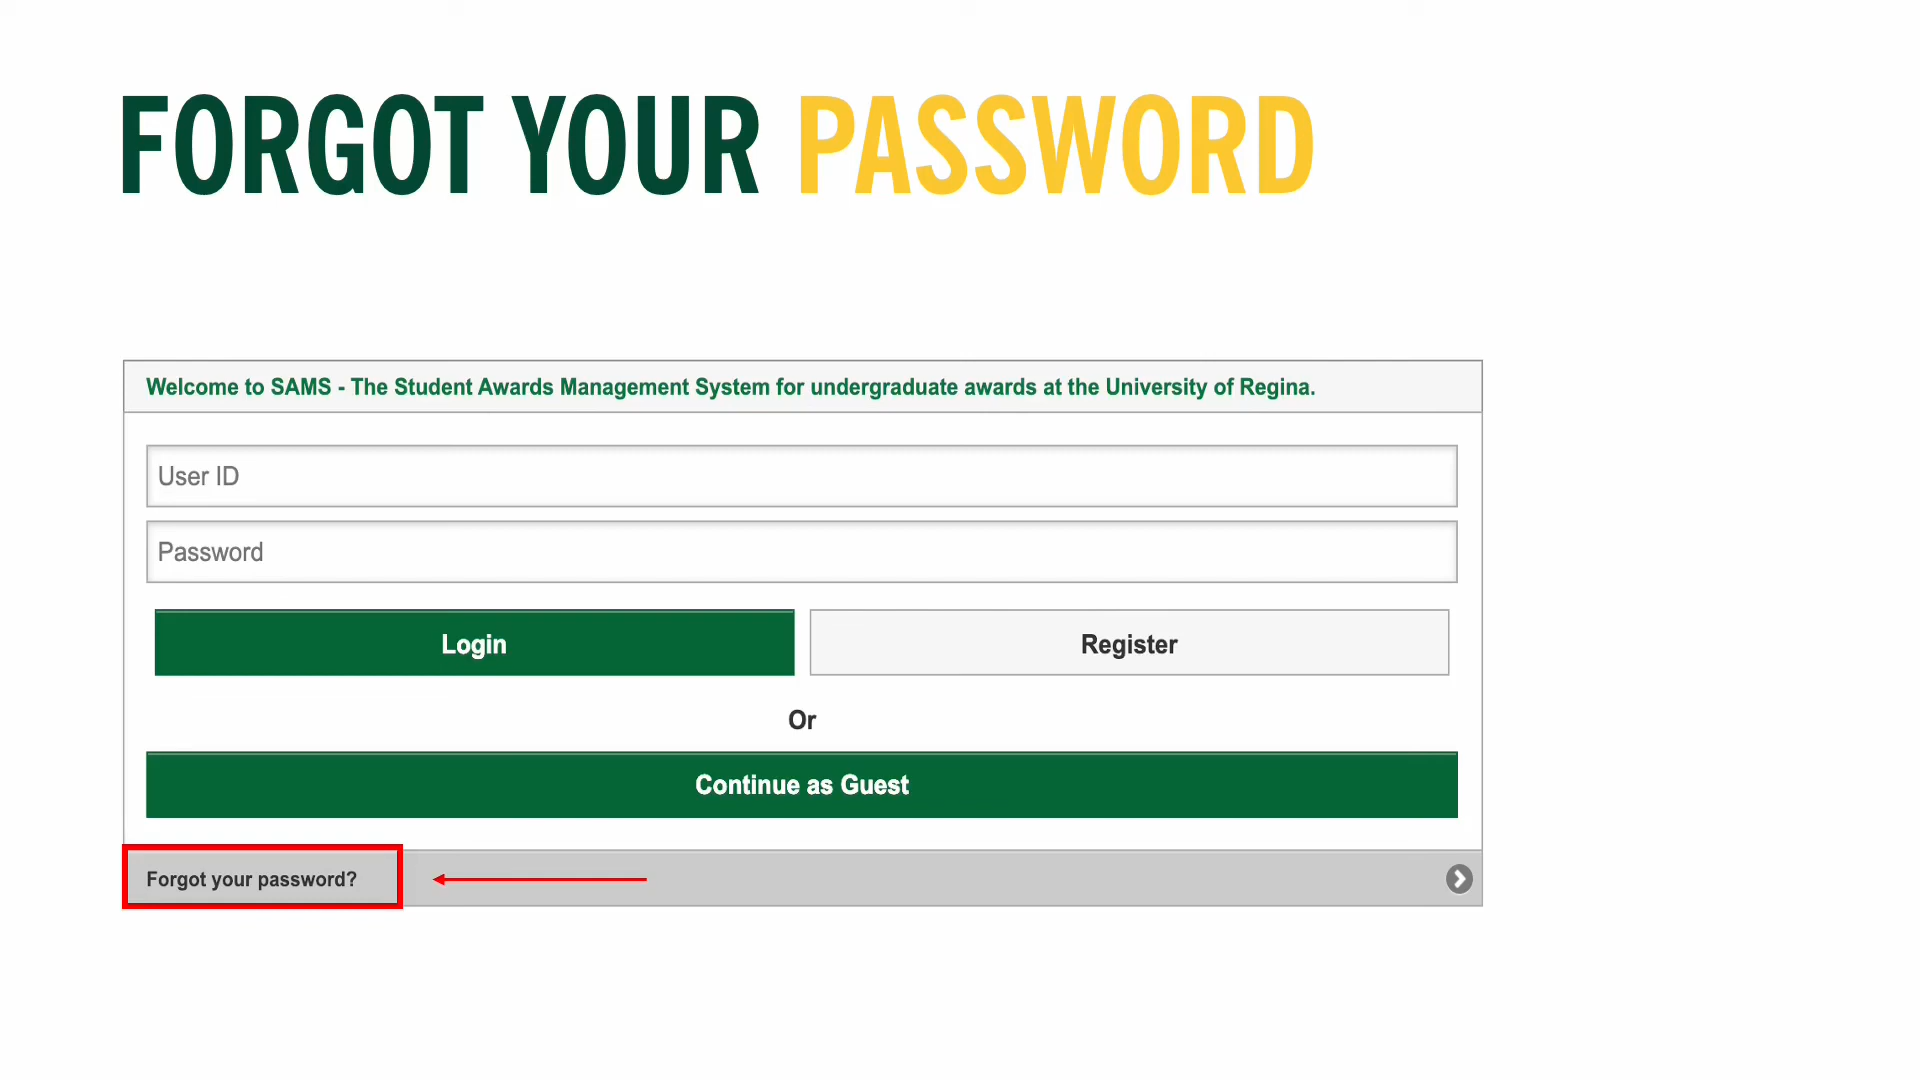 FORGOT YOUR PASSWORD
Welcome to SAMS - The Student Awards Management System for undergraduate awards at the University of Regina.
User ID
Password
Login
Register
Or
Continue as Guest
Forgot your password?